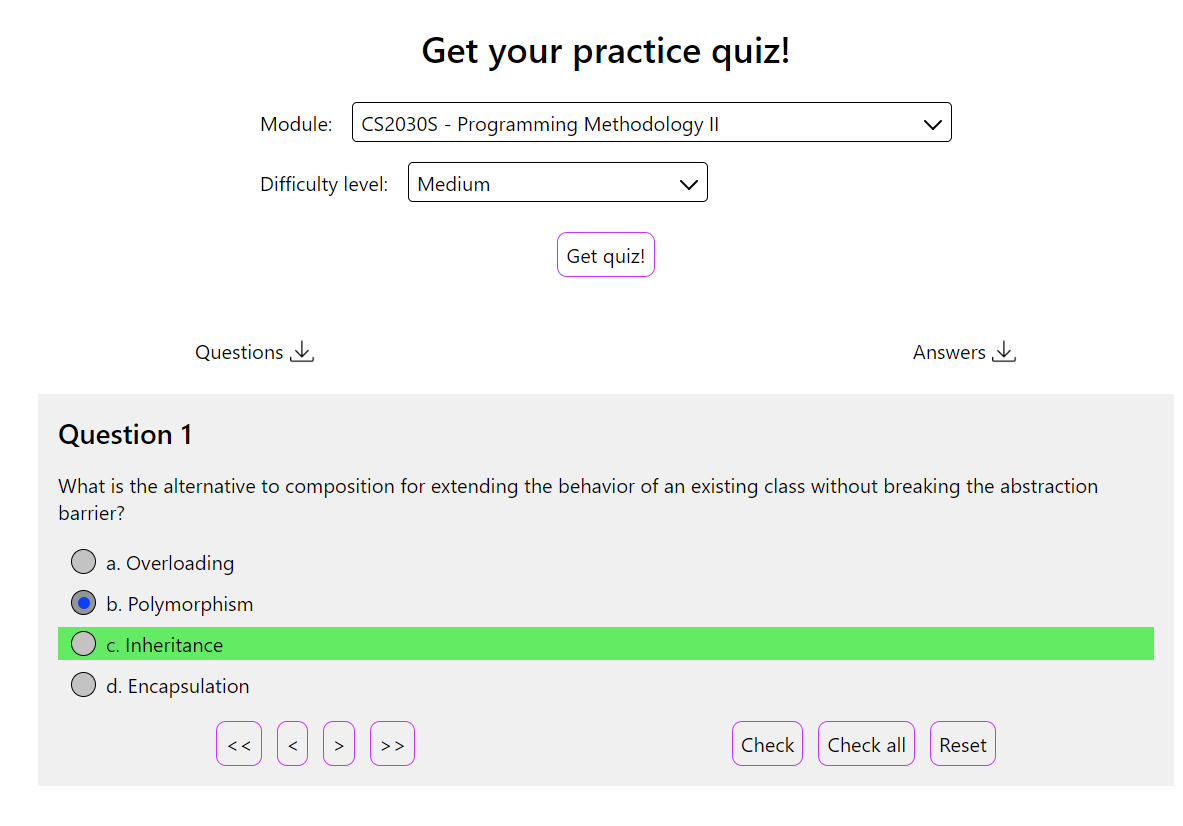 Get your practice quiz!
Module: CS2030S - Programming Methodology II
Difficulty level: Medium
Get quiz!
Questions Answers
Question 1
What is the alternative to composition for extending the behavior of an existing class without breaking the abstraction
barrier?
a. Overloading
b. Polymorphism
c. Inheritance
d. Encapsulation
<< < > >> Check Check all Reset